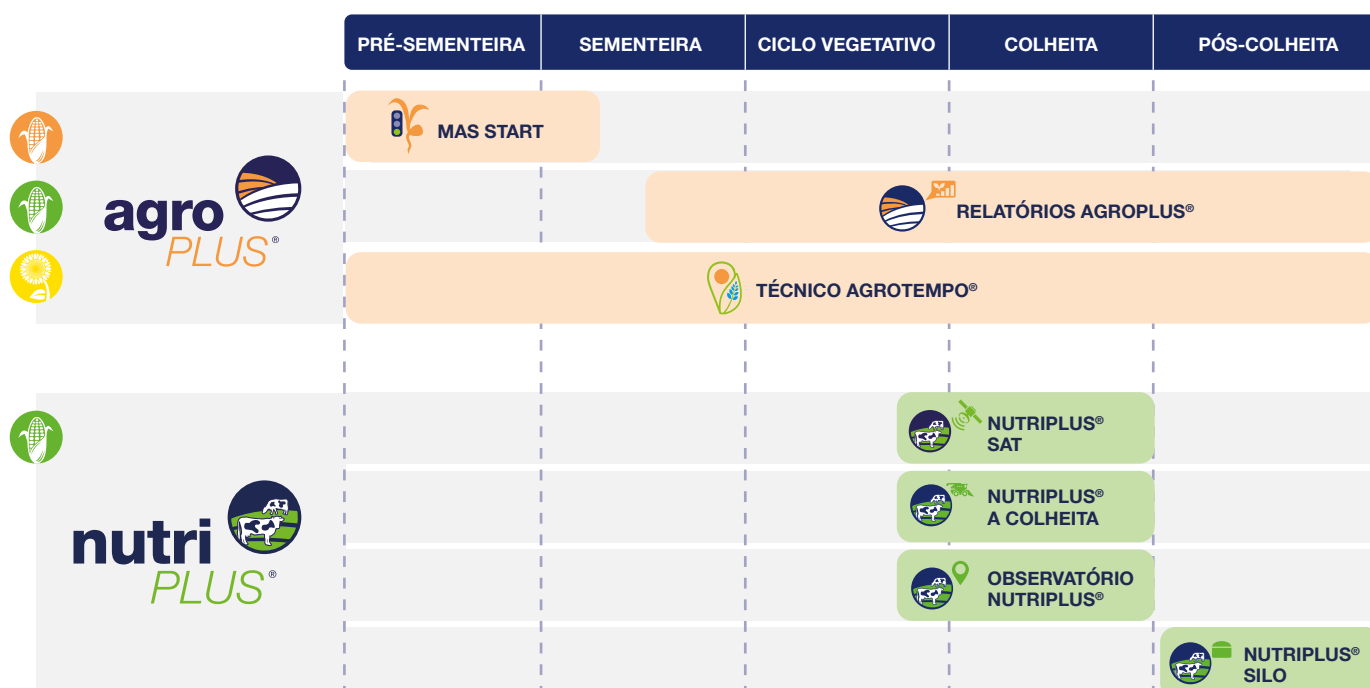 PRÉ-SEMENTEIRA SEMENTEIRA CICLO VEGETATIVO COLHEITA PÓS-COLHEITA
MAS START
agro
PLUS®
RELATÓRIOS AGROPLUS®
TÉCNICO AGROTEMPO®
NUTRIPLUS®
SAT
nutri
PLUS®
NUTRIPLUS®
A COLHEITA
OBSERVATÓRIO
NUTRIPLUS®
NUTRIPLUS®
SILO